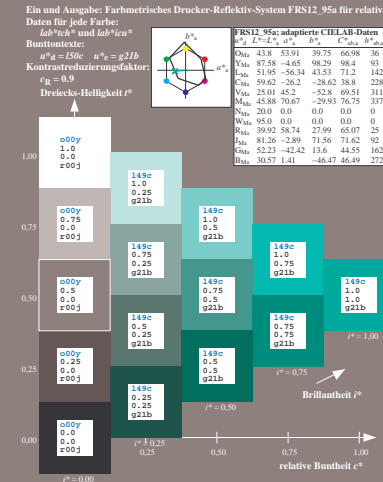 Ein und Ausgabe: Farbmetrisches Drucker-Reflektiv-System FRS12_95a für relativ
Daten für jede Farbe:
lab*tch* und lab*icu*
Bunttexte:
u*d = l50c u*e = g21b
Kontrastreduzierungsfaktor:
cR = 0.9
Dreiecks-Helligkeit t*
b*a
a*a
FRS12_95a; adaptierte CIELAB-Daten
u*d L*=L*a a*a b*a C*ab,a h*ab,a
OMa 43.8 53.91 39.75 66.98 36
YMa 87.58 -4.65 98.29 98.4 93
LMa 51.95 -56.34 43.53 71.2 142
CMa 59.62 -26.2 -28.62 38.8 228
VMa 25.01 45.2 -52.8 69.51 311
MMa 45.88 70.67 -29.93 76.75 337
NMa 20.0 0.0 0.0 0.0 0
WMa 95.0 0.0 0.0 0.0 0
RMa 39.92 58.74 27.99 65.07 25
JMa 81.26 -2.89 71.56 71.62 92
GMa 52.23 -42.42 13.6 44.55 162
BMa 30.57 1.41 -46.47 46.49 272
1,00
o00y
1.0
0.0
r00j
149c
1.0
0.25
g21b
0,75
o00y
0.75
0.0
r00j
149c
1.0
0.5
g21b
149c
0.75
0.25
g21b
149c
1.0
0.75
g21b
0,50
o00y
0.5
0.0
r00j
149c
0.75
0.5
g21b
149c
1.0
1.0
g21b
149c
0.5
0.25
g21b
149c
0.75
0.75
g21b
i* = 1,00
0,25
o00y
0.25
0.0
r00j
149c
0.5
0.5
g21b
i* = 0,75
149c
0.25
0.25
g21b
Brillantheit i*
i* = 0,50
0,00
o00y
0.0
0.0
r00j
i* = 0,25
0,25 0,50 0,75 1,00
relative Buntheit c*
i* = 0,00